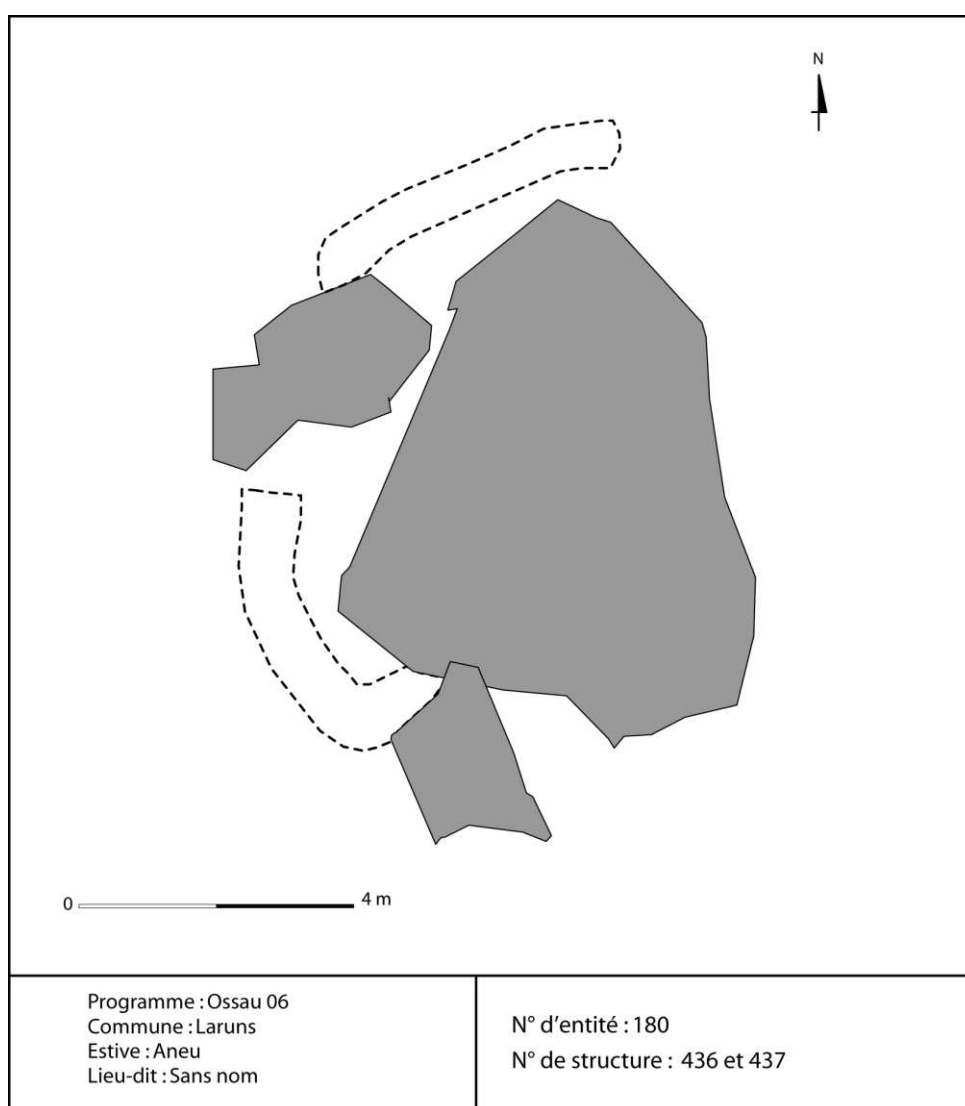 N
0 4 m
Programme : Ossau 06
Commune : Laruns
Estive : Aneu
Lieu-dit : Sans nom
N° d'entité : 180
N° de structure : 436 et 437